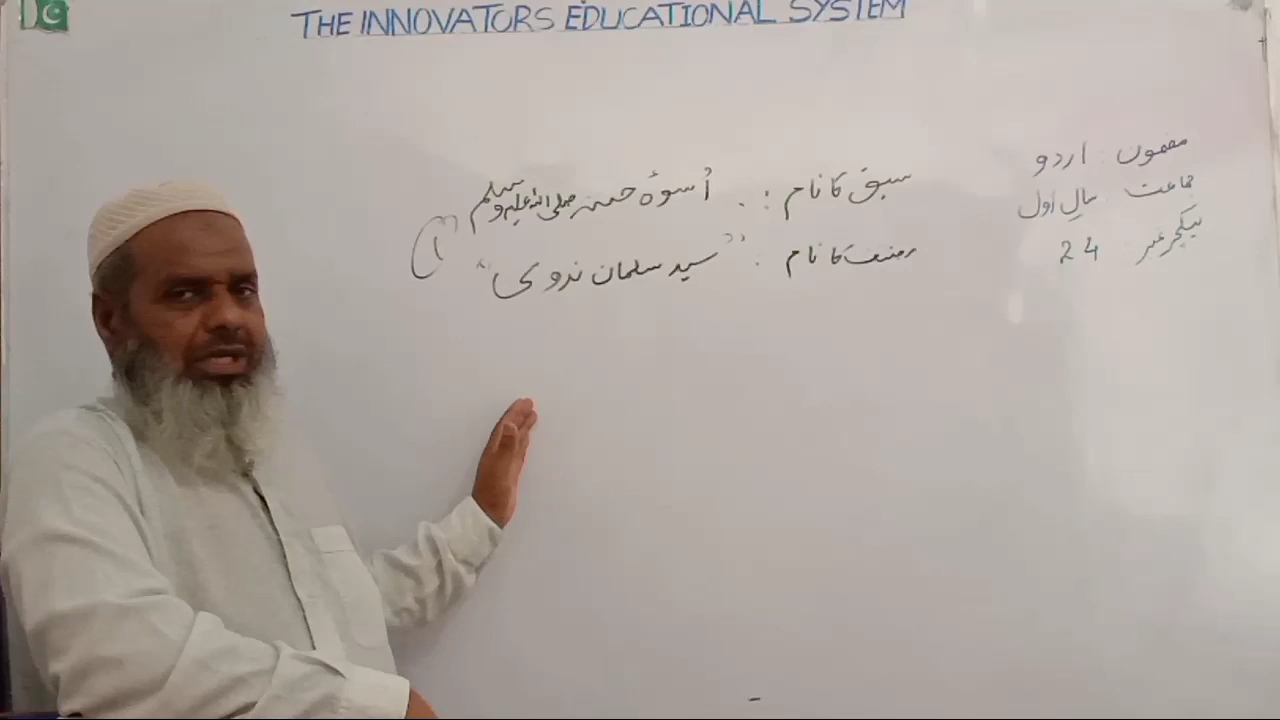 THE INNOVATORS EDUCATIONAL SYSTEM
مضمون : اردو
جماعت سالِ اول
لیکچر نمبر 24
سبق کا نام : اُسوۂ حسنہ صلی اللہ علیہ وسلم (1)
مصنف کا نام : "سید سلمان ندوی"